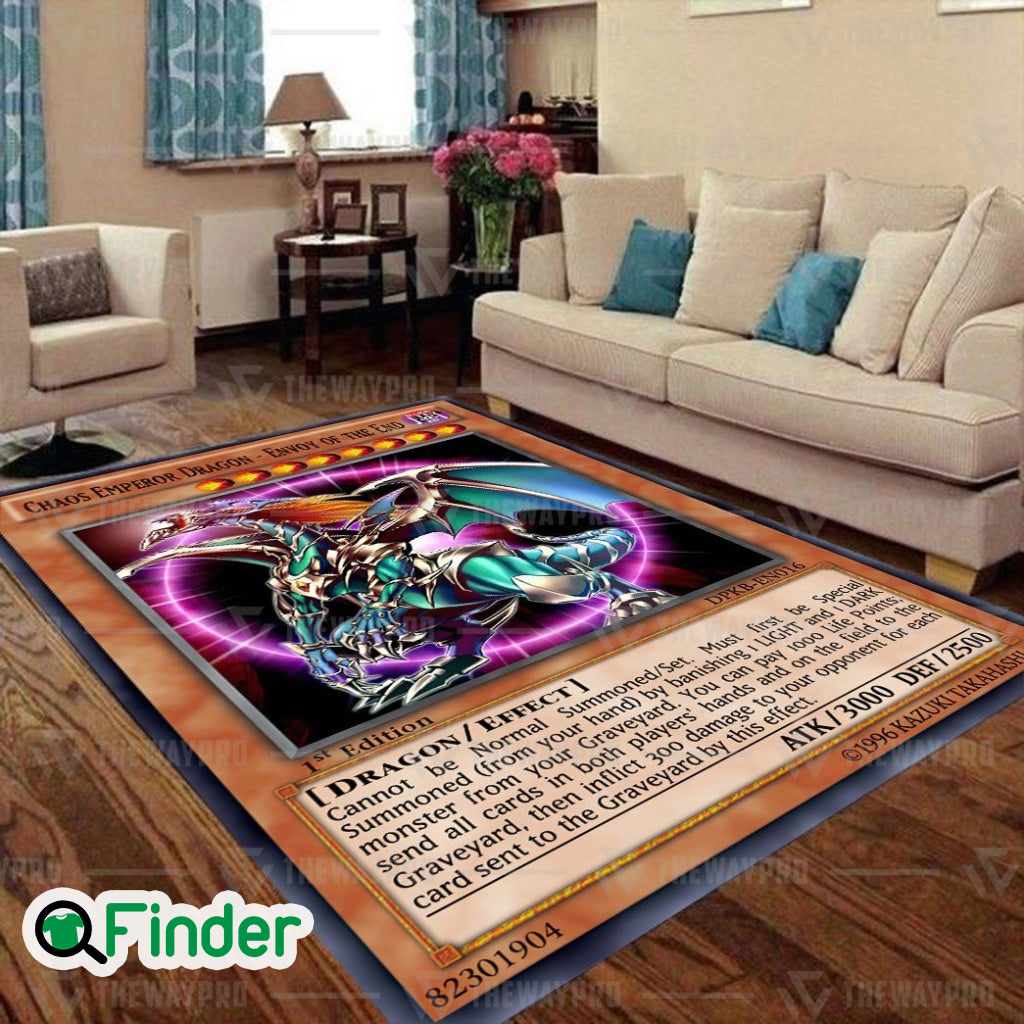 THEWAYPRO
THEWAYPRO
CHAOS EMPEROR DRAGON - ENVOY OF THE END
DPKB-EN016
1st Edition
[DRAGON/EFFECT]
Cannot be Normal Summoned/Set. Must first be Special
Summoned (from your hand) by banishing 1 LIGHT and 1 DARK
monster from your Graveyard. You can pay 1000 Life Points;
send all cards in both players' hands and on the field to the
Graveyard, then inflict 300 damage to your opponent for each
card sent to the Graveyard by this effect.
ATK/3000 DEF/2500
©1996 KAZUKI TAKAHASHI
82301904
Finder
THEWAYPRO
THEWAYPRO
THEWAYPRO